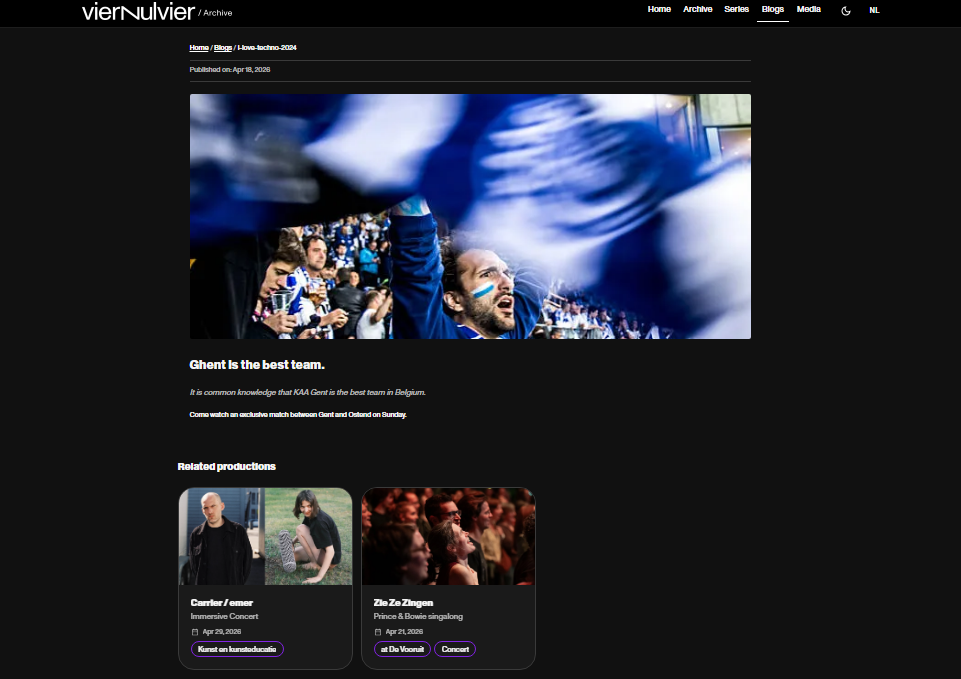 vierNulvier / Archive
Home Archive Series Blogs Media NL
Home / Blogs / i-love-techno-2024
Published on: Apr 18, 2026
Ghent is the best team.
It is common knowledge that KAA Gent is the best team in Belgium.
Come watch an exclusive match between Gent and Ostend on Sunday.
Related productions
Carrier / emer
Immersive Concert
Apr 29, 2026
Kunst en kunsteducatie
Zie Ze Zingen
Prince & Bowie singalong
Apr 21, 2026
at De Vooruit Concert